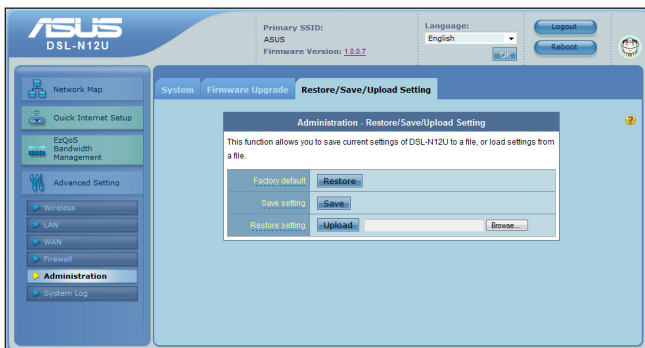 ASUS
DSL-N12U
Primary SSID:
ASUS
Firmware Version: 1.0.0.7
Language:
English
OK
Logout
Reboot
Network Map
Quick Internet Setup
EzQoS
Bandwidth
Management
Advanced Setting
Wireless
LAN
WAN
Firewall
Administration
System Log
System
Firmware Upgrade
Restore/Save/Upload Setting
Administration - Restore/Save/Upload Setting
This function allows you to save current settings of DSL-N12U to a file, or load settings from
a file.
Factory default
Restore
Save setting
Save
Restore setting
Upload
Browse...
?